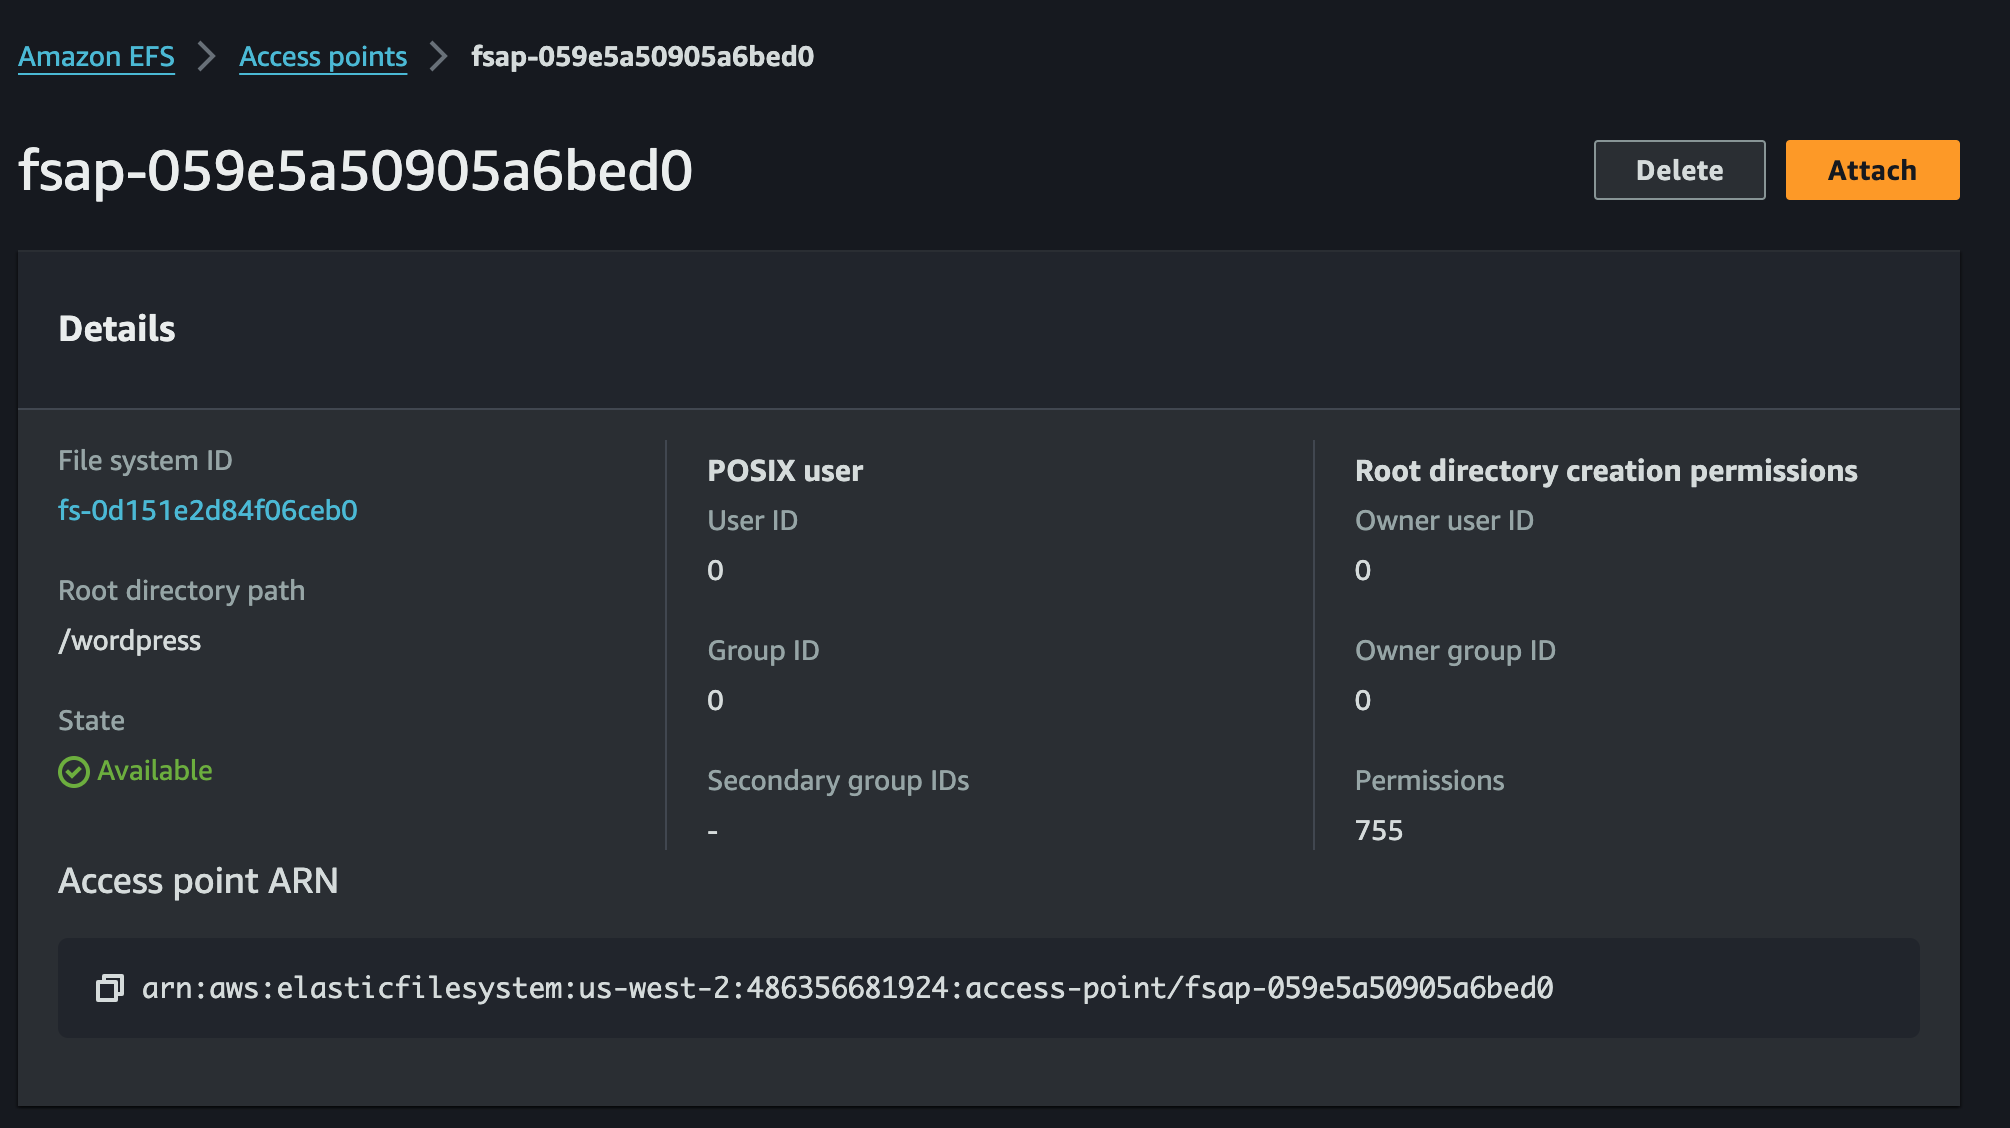 Amazon EFS > Access points > fsap-059e5a50905a6bed0
fsap-059e5a50905a6bed0
Delete
Attach
Details
File system ID
fs-0d151e2d84f06ceb0
Root directory path
/wordpress
State
Available
POSIX user
User ID
0
Group ID
0
Secondary group IDs
-
Root directory creation permissions
Owner user ID
0
Owner group ID
0
Permissions
755
Access point ARN
arn:aws:elasticfilesystem:us-west-2:486356681924:access-point/fsap-059e5a50905a6bed0